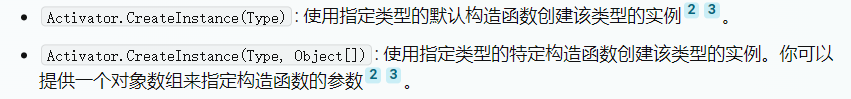 • Activator.CreateInstance(Type)：使用指定类型的默认构造函数创建该类型的实例 2 3 。
• Activator.CreateInstance(Type, Object[])：使用指定类型的特定构造函数创建该类型的实例。你可以
提供一个对象数组来指定构造函数的参数 2 3 。